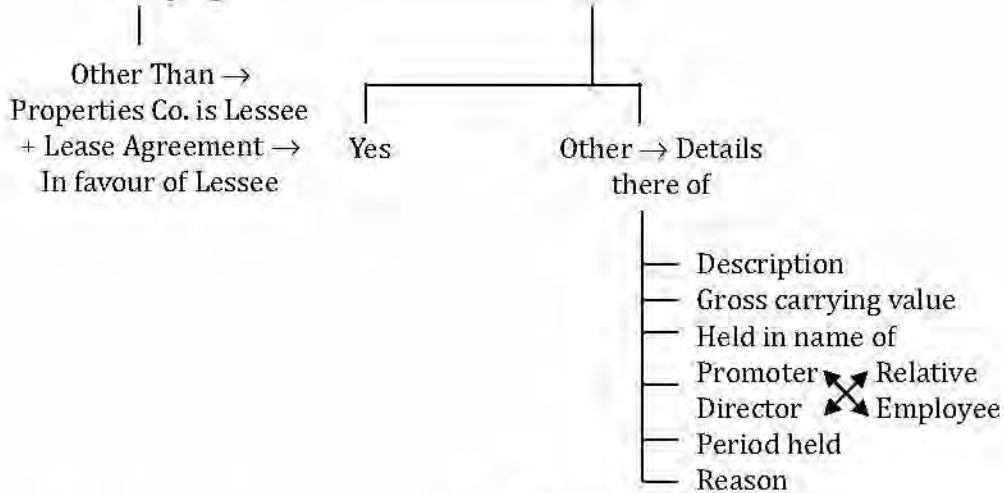 Other Than →
Properties Co. is Lessee
+ Lease Agreement →
In favour of Lessee
Yes
Other → Details
there of
Description
Gross carrying value
Held in name of
Promoter Relative
Director Employee
Period held
Reason